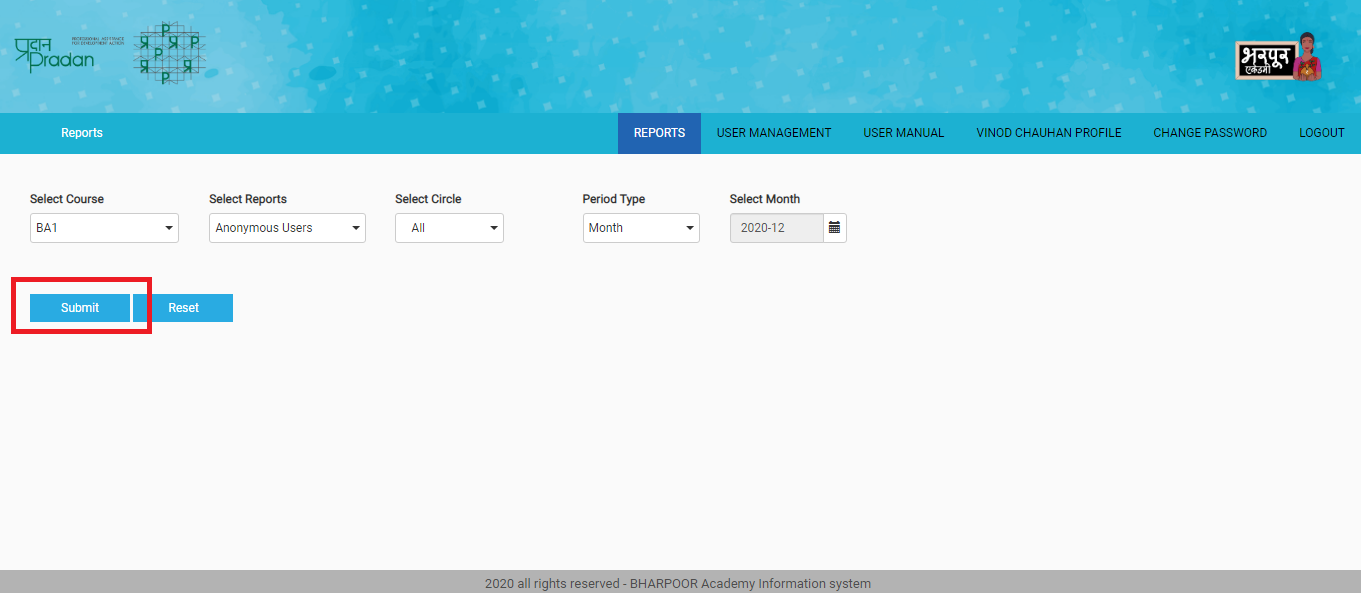 प्रदान
Pradan
PROFESSIONAL ASSISTANCE
FOR DEVELOPMENT ACTION
भरपूर
एकेडमी
Reports
REPORTS
USER MANAGEMENT
USER MANUAL
VINOD CHAUHAN PROFILE
CHANGE PASSWORD
LOGOUT
Select Course
Select Reports
Select Circle
Period Type
Select Month
BA1
Anonymous Users
All
Month
2020-12
Submit
Reset
2020 all rights reserved - BHARPOOR Academy Information system